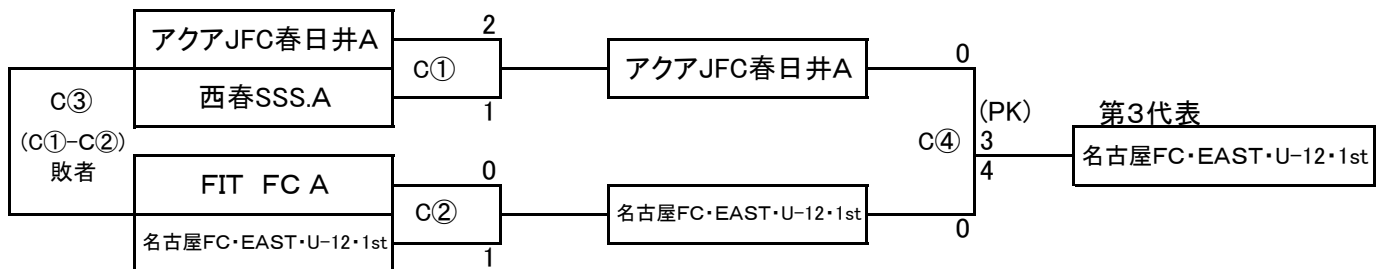 アクアJFC春日井A
西春SSS.A
2
C①
1
C③
(C①-C②)
敗者
FIT FC A
名古屋FC・EAST・U-12・1st
0
C②
1
アクアJFC春日井A
名古屋FC・EAST・U-12・1st
0
(PK)
C④
3
4
0
第3代表
名古屋FC・EAST・U-12・1st